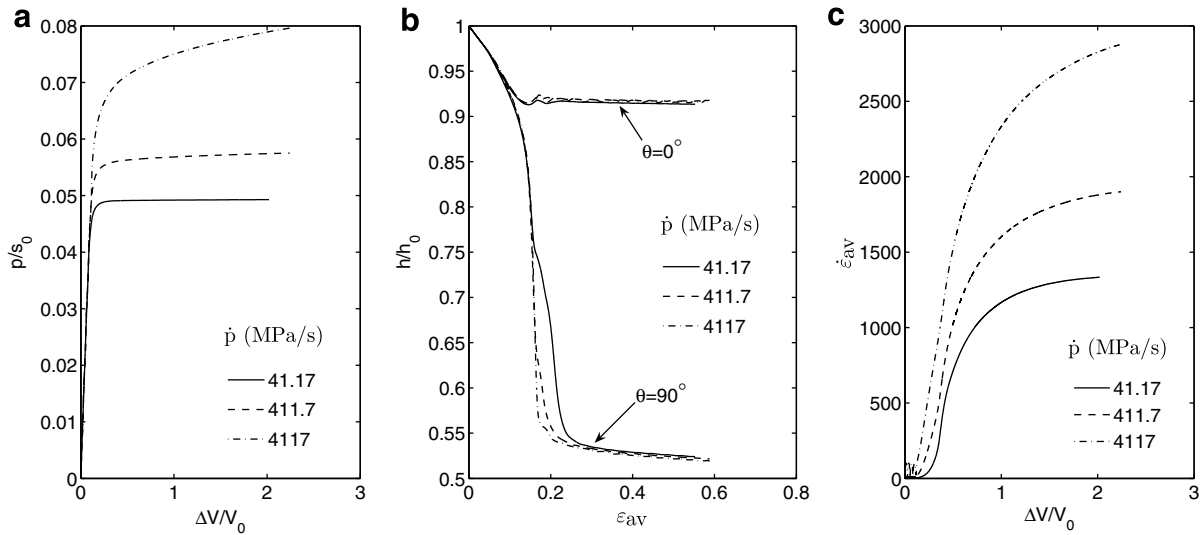 a
0.08
0.07
0.06
0.05
0.04
0.03
0.02
0.01
0
0 1 2 3
p/s0
ΔV/V0
ṗ (MPa/s)
41.17
411.7
4117
b
1
0.95
0.9
0.85
0.8
0.75
0.7
0.65
0.6
0.55
0.5
0 0.2 0.4 0.6 0.8
h/h0
εav
θ=0°
ṗ (MPa/s)
41.17
411.7
4117
θ=90°
c
3000
2500
2000
1500
1000
500
0
0 1 2 3
ε̇av
ΔV/V0
ṗ (MPa/s)
41.17
411.7
4117